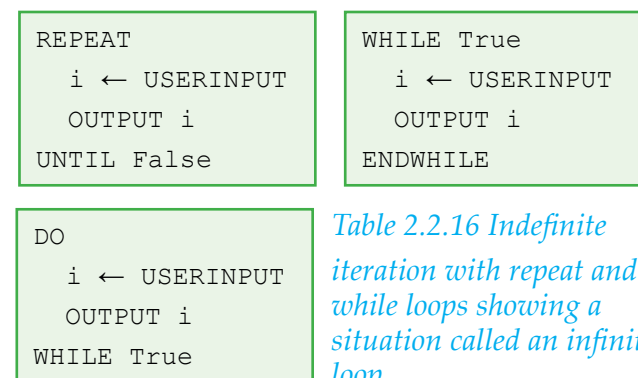 REPEAT
i ← USERINPUT
OUTPUT i
UNTIL False
WHILE True
i ← USERINPUT
OUTPUT i
ENDWHILE
DO
i ← USERINPUT
OUTPUT i
WHILE True
Table 2.2.16 Indefinite
iteration with repeat and
while loops showing a
situation called an
loop